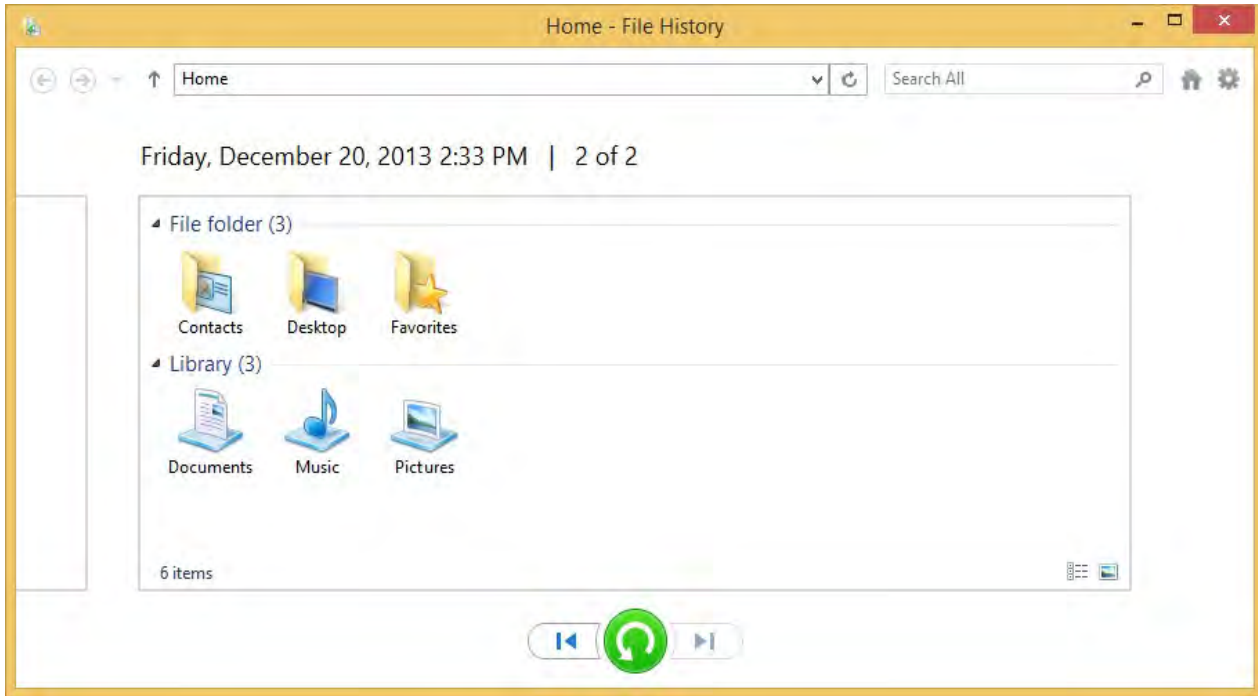 Home - File History
Home
Search All
Friday, December 20, 2013 2:33 PM | 2 of 2
File folder (3)
Contacts Desktop Favorites
Library (3)
Documents Music Pictures
6 items